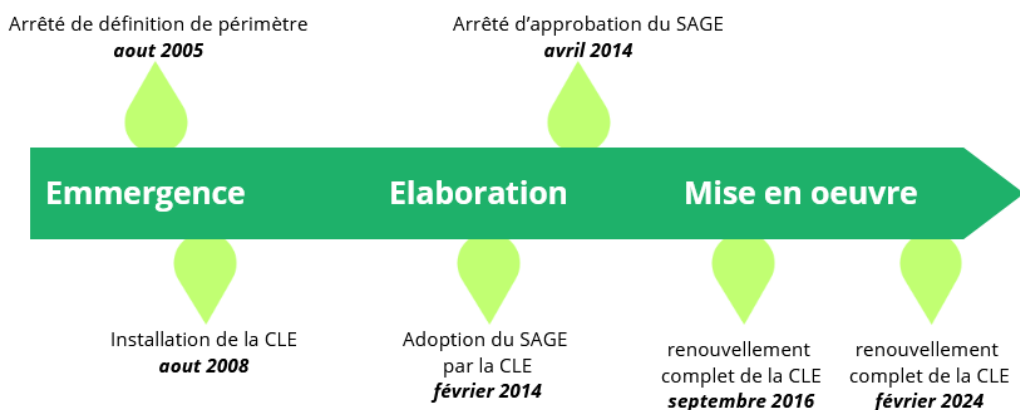 Arrêté de définition de périmètre
aout 2005
Arrêté d'approbation du SAGE
avril 2014
Emmergence
Elaboration
Mise en oeuvre
Installation de la CLE
aout 2008
Adoption du SAGE
par la CLE
février 2014
renouvellement
complet de la CLE
septembre 2016
renouvellement
complet de la CLE
février 2024